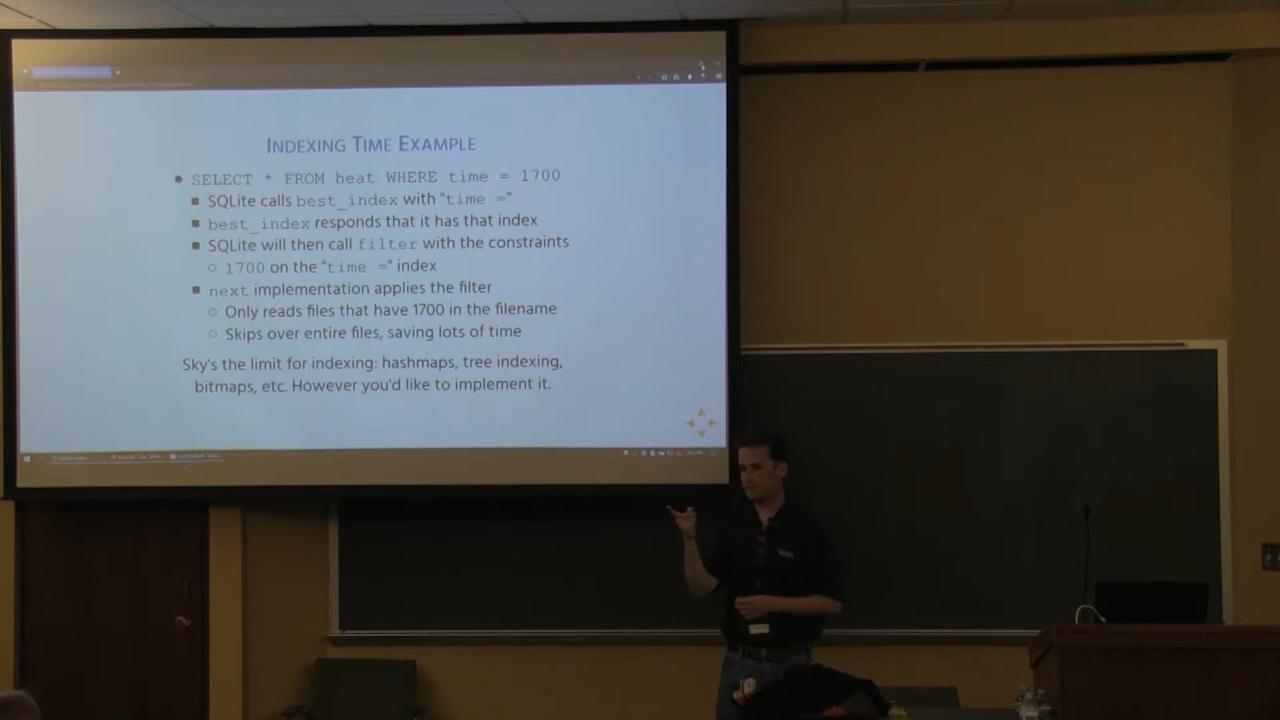 INDEXING TIME EXAMPLE
SELECT * FROM heat WHERE time = 1700
SQLite calls best_index with "time ="
best_index responds that it has that index
SQLite will then call filter with the constraints
1700 on the "time =" index
next implementation applies the filter
Only reads files that have 1700 in the filename
Skips over entire files, saving lots of time
Sky's the limit for indexing: hashmaps, tree indexing,
bitmaps, etc. However you'd like to implement it.